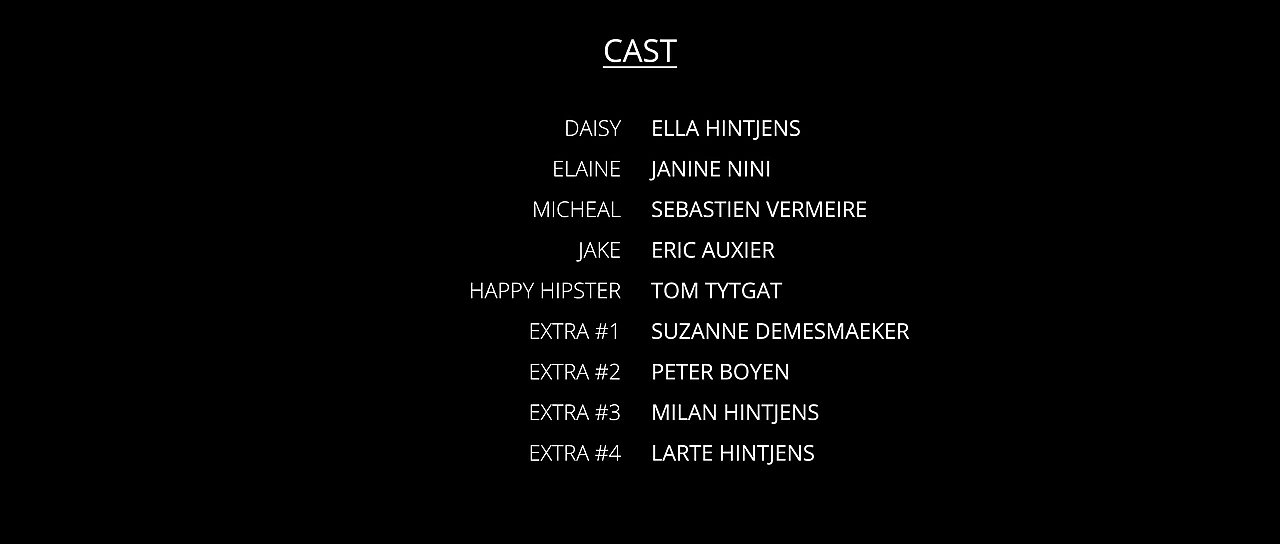 CAST
DAISY ELLA HINTJENS
ELAINE JANINE NINI
MICHEAL SEBASTIEN VERMEIRE
JAKE ERIC AUXIER
HAPPY HIPSTER TOM TYTGAT
EXTRA #1 SUZANNE DEMESMAEKER
EXTRA #2 PETER BOYEN
EXTRA #3 MILAN HINTJENS
EXTRA #4 LARTE HINTJENS